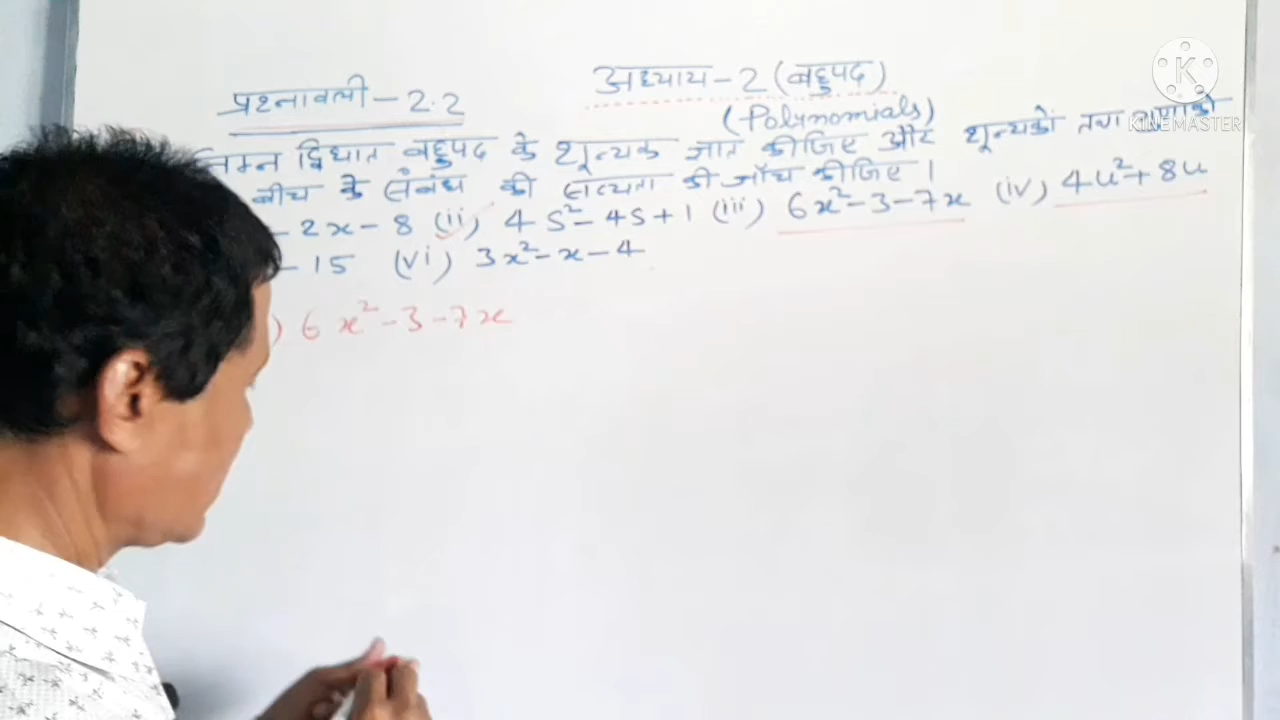 प्रश्नावली - 2.2
अध्याय - 2 (बहुपद)
(Polynomials)
निम्न द्विघात बहुपद के शून्यक ज्ञात कीजिए और शून्यकों तथा
बीच के संबंध की सत्यता की जाँच कीजिए ।
- 2x - 8 (ii) 4s² - 4s + 1 (iii) 6x² - 3 - 7x (iv) 4u² + 8u
- 15 (vi) 3x² - x - 4
) 6x² - 3 - 7x
K
KINEMASTER